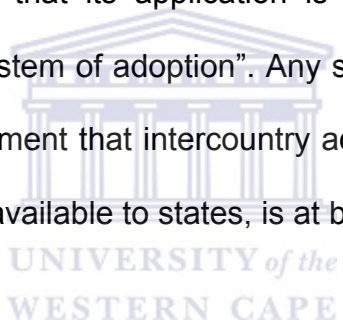 that its application is
stem of adoption”. Any s
ment that intercountry ac
available to states, is at b
UNIVERSITY of the
WESTERN CAPE